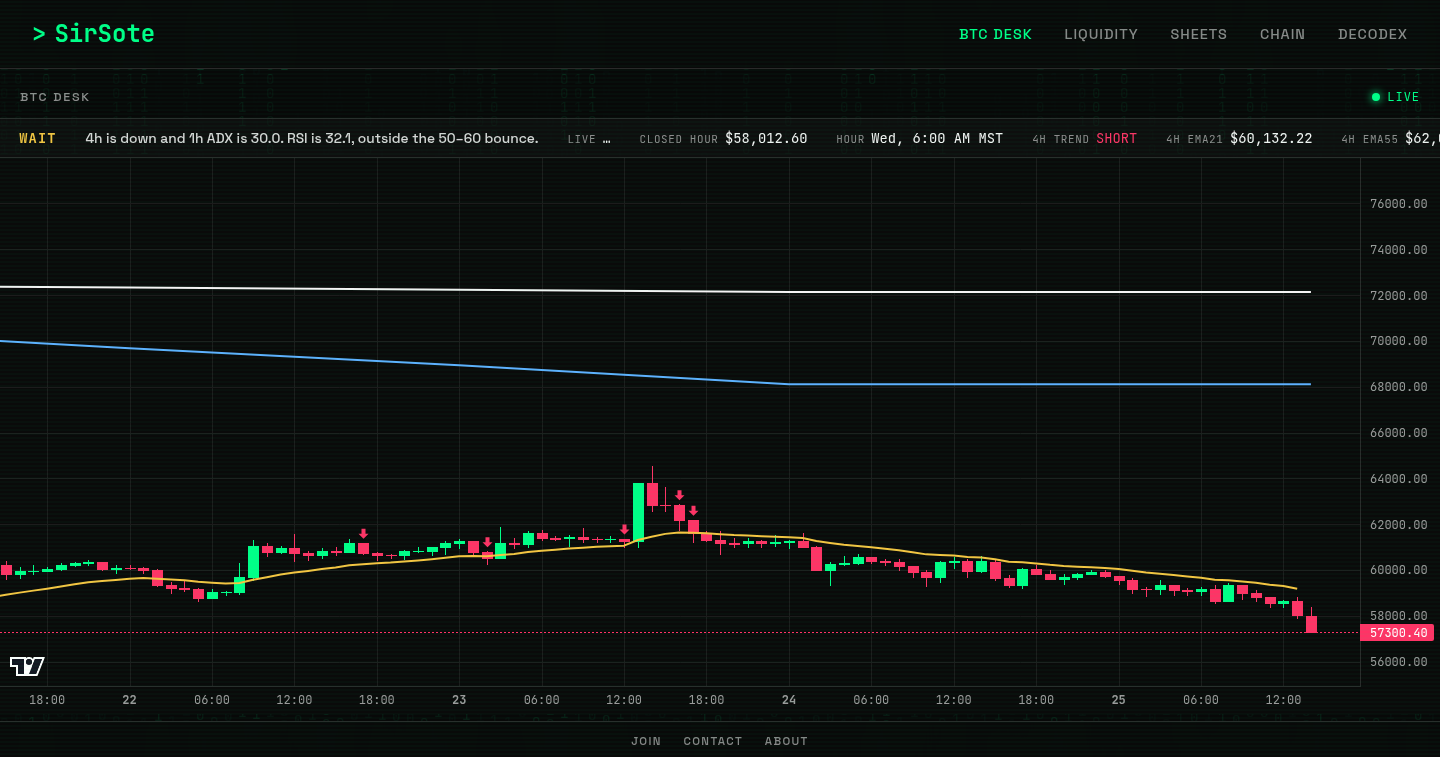 > SirSote
BTC DESK LIQUIDITY SHEETS CHAIN DECODEX
BTC DESK
LIVE
WAIT 4h is down and 1h ADX is 30.0. RSI is 32.1, outside the 50–60 bounce. LIVE … CLOSED HOUR $58,012.60 HOUR Wed, 6:00 AM MST 4H TREND SHORT 4H EMA21 $60,132.22 4H EMA55
76000.00
74000.00
72000.00
70000.00
68000.00
66000.00
64000.00
62000.00
60000.00
58000.00
57300.40
56000.00
18:00 22 06:00 12:00 18:00 23 06:00 12:00 18:00 24 06:00 12:00 18:00 25 06:00 12:00
JOIN CONTACT ABOUT